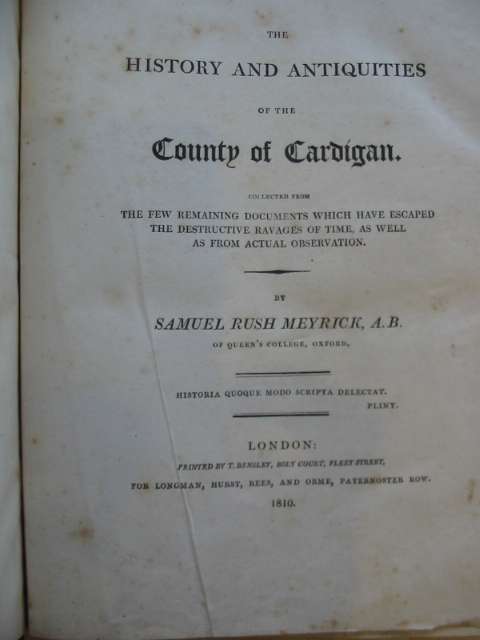 THE
HISTORY AND ANTIQUITIES
OF THE
County of Cardigan.
COLLECTED FROM
THE FEW REMAINING DOCUMENTS WHICH HAVE ESCAPED
THE DESTRUCTIVE RAVAGES OF TIME, AS WELL
AS FROM ACTUAL OBSERVATION.
BY
SAMUEL RUSH MEYRICK, A.B.
OF QUEEN'S COLLEGE, OXFORD.
HISTORIA QUOQUE MODO SCRIPTA DELECTAT.
PLINY.
LONDON:
PRINTED BY T. BENSLEY, BOLT COURT, FLEET STREET,
FOR LONGMAN, HURST, REES, AND ORME, PATERNOSTER ROW.
1810.